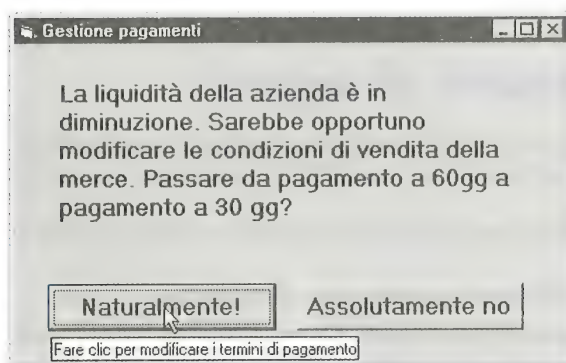 Gestione pagamenti
La liquidità della azienda è in
diminuzione. Sarebbe opportuno
modificare le condizioni di vendita della
merce. Passare da pagamento a 60gg a
pagamento a 30 gg?
Naturalmente! Assolutamente no
Fare clic per modificare i termini di pagamento